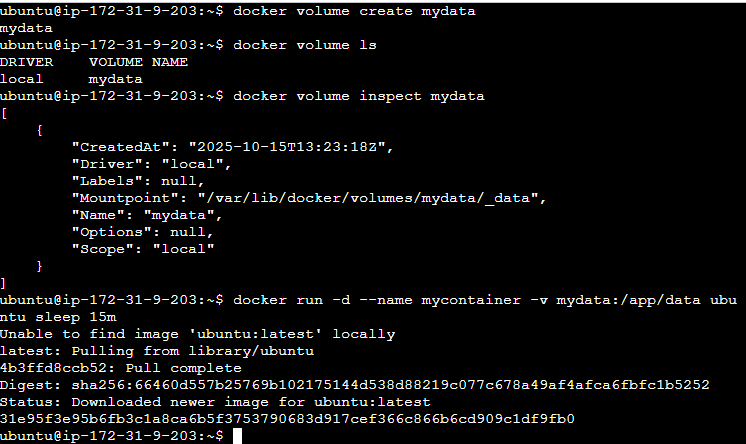 ubuntu@ip-172-31-9-203:~$ docker volume create mydata
mydata
ubuntu@ip-172-31-9-203:~$ docker volume ls
DRIVER    VOLUME NAME
local     mydata
ubuntu@ip-172-31-9-203:~$ docker volume inspect mydata
[
    {
        "CreatedAt": "2025-10-15T13:23:18Z",
        "Driver": "local",
        "Labels": null,
        "Mountpoint": "/var/lib/docker/volumes/mydata/_data",
        "Name": "mydata",
        "Options": null,
        "Scope": "local"
    }
]
ubuntu@ip-172-31-9-203:~$ docker run -d --name mycontainer -v mydata:/app/data ubu
ntu sleep 15m
Unable to find image 'ubuntu:latest' locally
latest: Pulling from library/ubuntu
4b3ffd8ccb52: Pull complete
Digest: sha256:66460d557b25769b102175144d538d88219c077c678a49af4afca6fbfc1b5252
Status: Downloaded newer image for ubuntu:latest
31e95f3e95b6fb3c1a8ca6b5f3753790683d917cef366c866b6cd909c1df9fb0
ubuntu@ip-172-31-9-203:~$